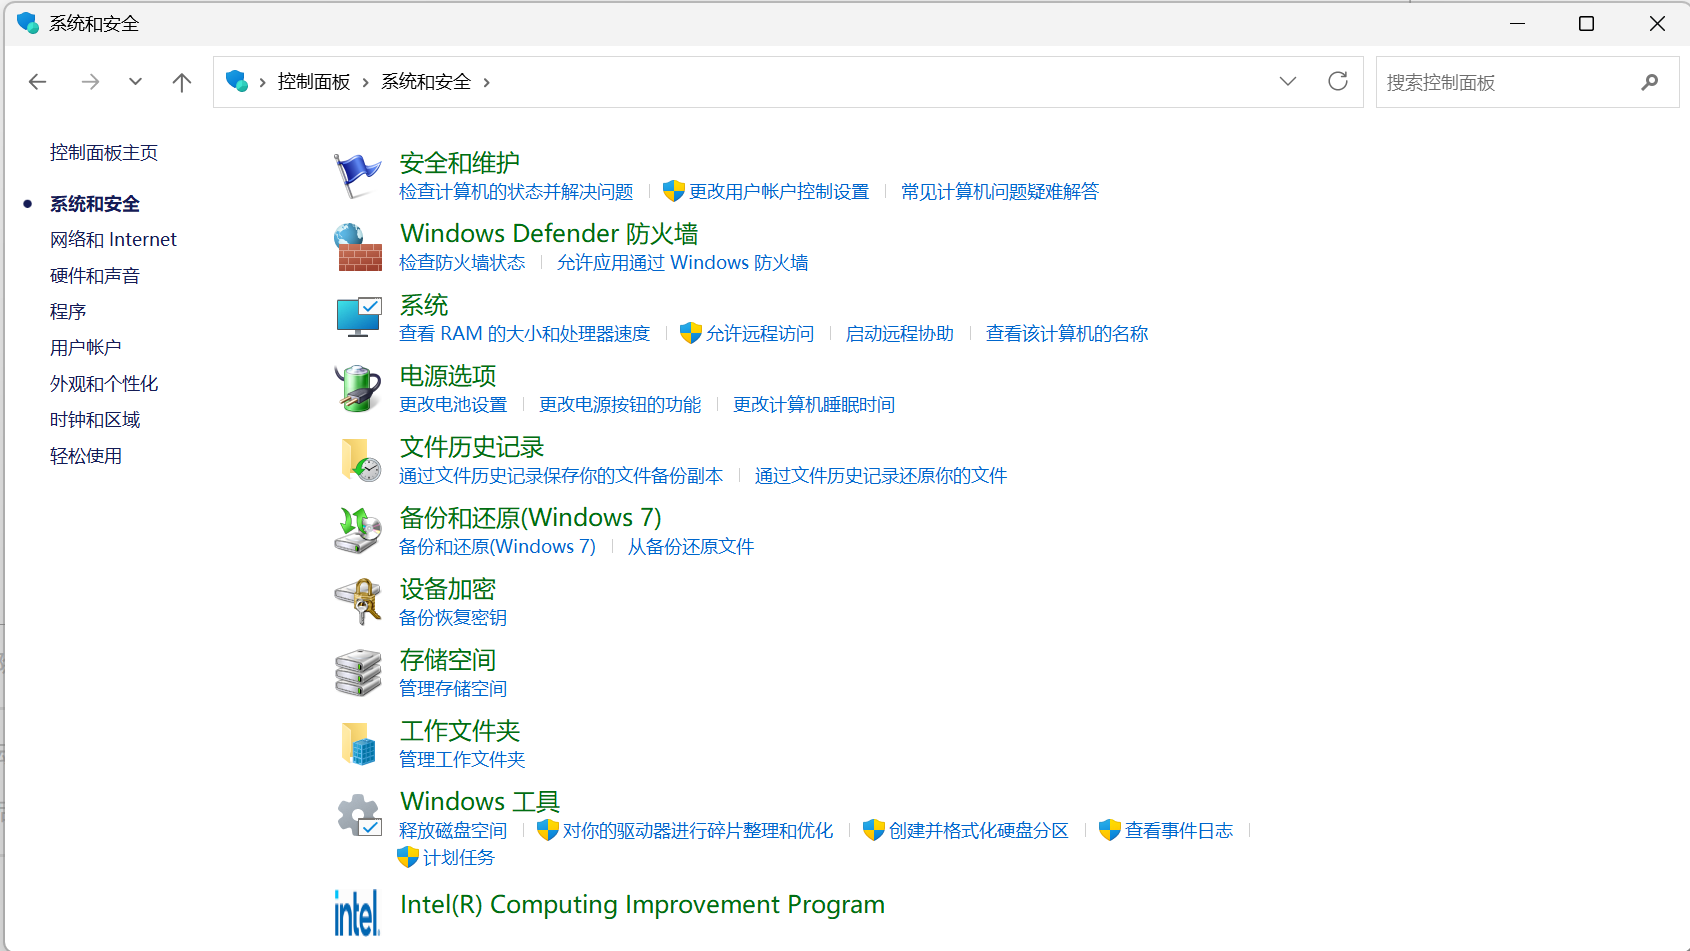 系统和安全
控制面板 系统和安全
搜索控制面板
控制面板主页
系统和安全
网络和 Internet
硬件和声音
程序
用户帐户
外观和个性化
时钟和区域
轻松使用
安全和维护
检查计算机的状态并解决问题 更改用户帐户控制设置 常见计算机问题疑难解答
Windows Defender 防火墙
检查防火墙状态 允许应用通过 Windows 防火墙
系统
查看 RAM 的大小和处理器速度 允许远程访问 启动远程协助 查看该计算机的名称
电源选项
更改电池设置 更改电源按钮的功能 更改计算机睡眠时间
文件历史记录
通过文件历史记录保存你的文件备份副本 通过文件历史记录还原你的文件
备份和还原(Windows 7)
备份和还原(Windows 7) 从备份还原文件
设备加密
备份恢复密钥
存储空间
管理存储空间
工作文件夹
管理工作文件夹
Windows 工具
释放磁盘空间 对你的驱动器进行碎片整理和优化 创建并格式化硬盘分区 查看事件日志
计划任务
intel.
Intel(R) Computing Improvement Program